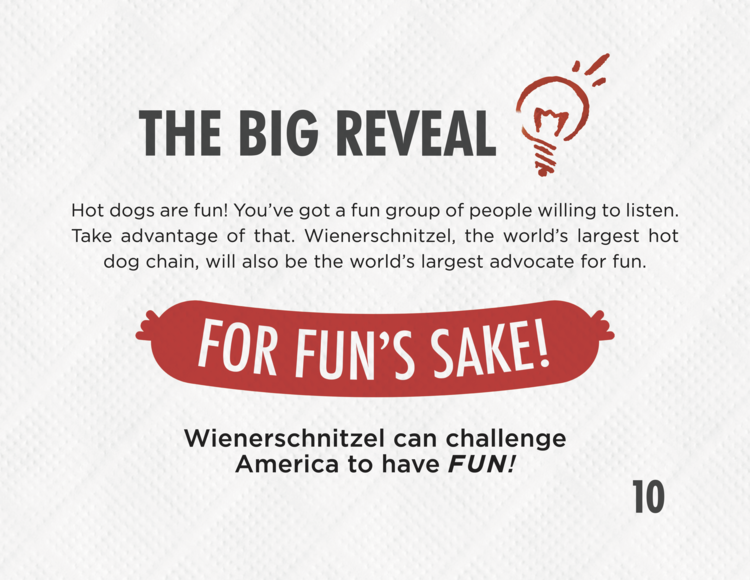 THE BIG REVEAL
Hot dogs are fun! You’ve got a fun group of people willing to listen.
Take advantage of that. Wienerschnitzel, the world’s largest hot
dog chain, will also be the world’s largest advocate for fun.
FOR FUN’S SAKE!
Wienerschnitzel can challenge
America to have FUN!
10